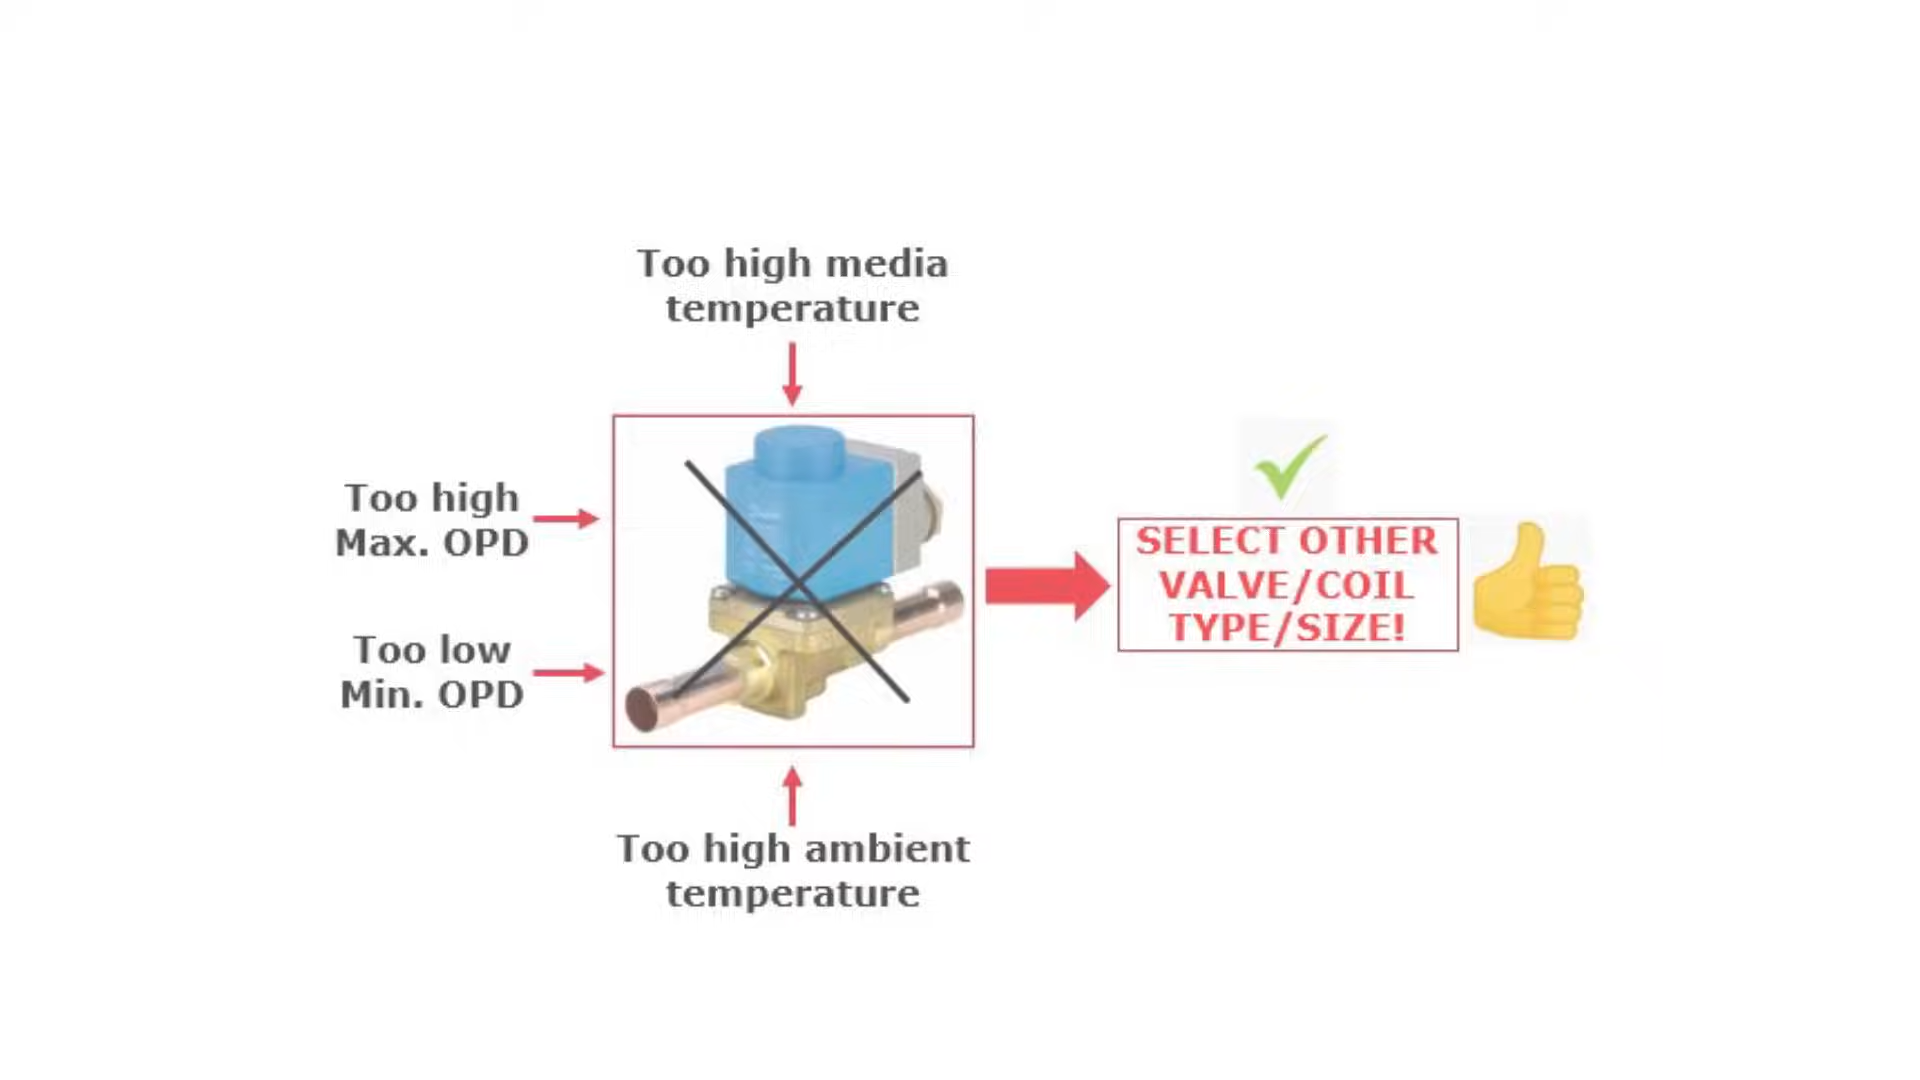 Too high media
temperature
Too high
Max. OPD
Too low
Min. OPD
SELECT OTHER
VALVE/COIL
TYPE/SIZE!
Too high ambient
temperature